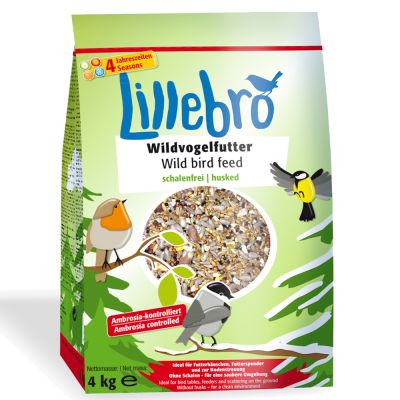 4 Jahreszeiten
Seasons
Lillebro
Wildvogelfutter
Wild bird feed
schalenfrei | husked
Ambrosia-kontrolliert
Ambrosia controlled
Nettomasse: | Net mass:
4 kg ℮
Ideal für Futterhäuschen, Futterspender
und zur Bodenstreuung
Ohne Schalen – für eine saubere Umgebung
Ideal for bird tables, feeders and scattering on the ground
Without husks – for a clean environment